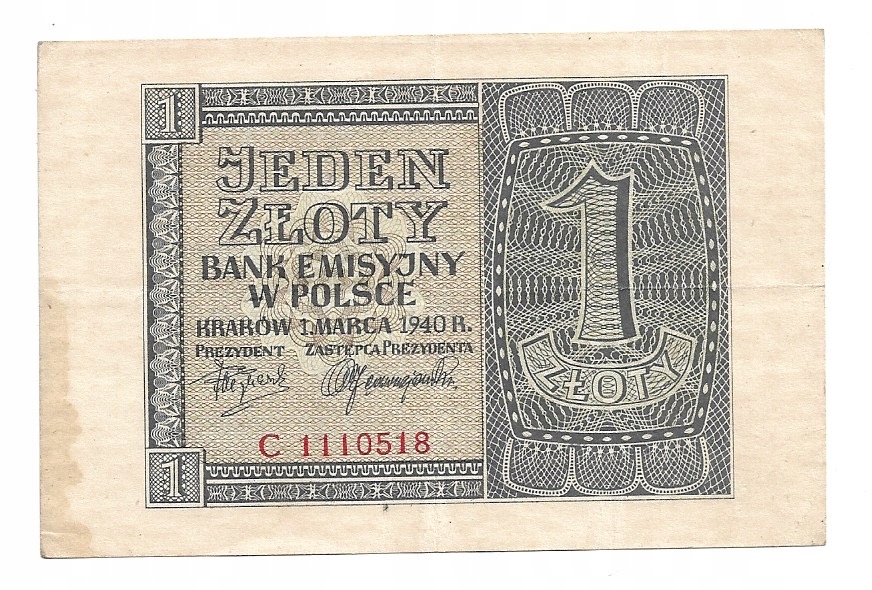 1
JEDEN
ZŁOTY
BANK EMISYJNY
W POLSCE
KRAKÓW 1. MARCA 1940 R.
PREZYDENT ZASTĘPCA PREZYDENTA
C 1110518
1
1
ZŁOTY